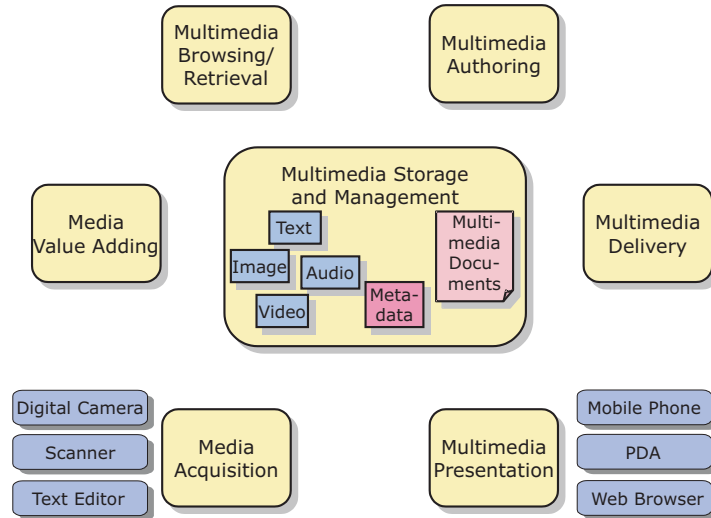 Multimedia
Browsing/
Retrieval
Multimedia
Authoring
Media
Value Adding
Multimedia Storage
and Management
Text
Image
Audio
Video
Meta-
data
Multi-
media
Docu-
ments
Multimedia
Delivery
Digital Camera
Scanner
Text Editor
Media
Acquisition
Multimedia
Presentation
Mobile Phone
PDA
Web Browser